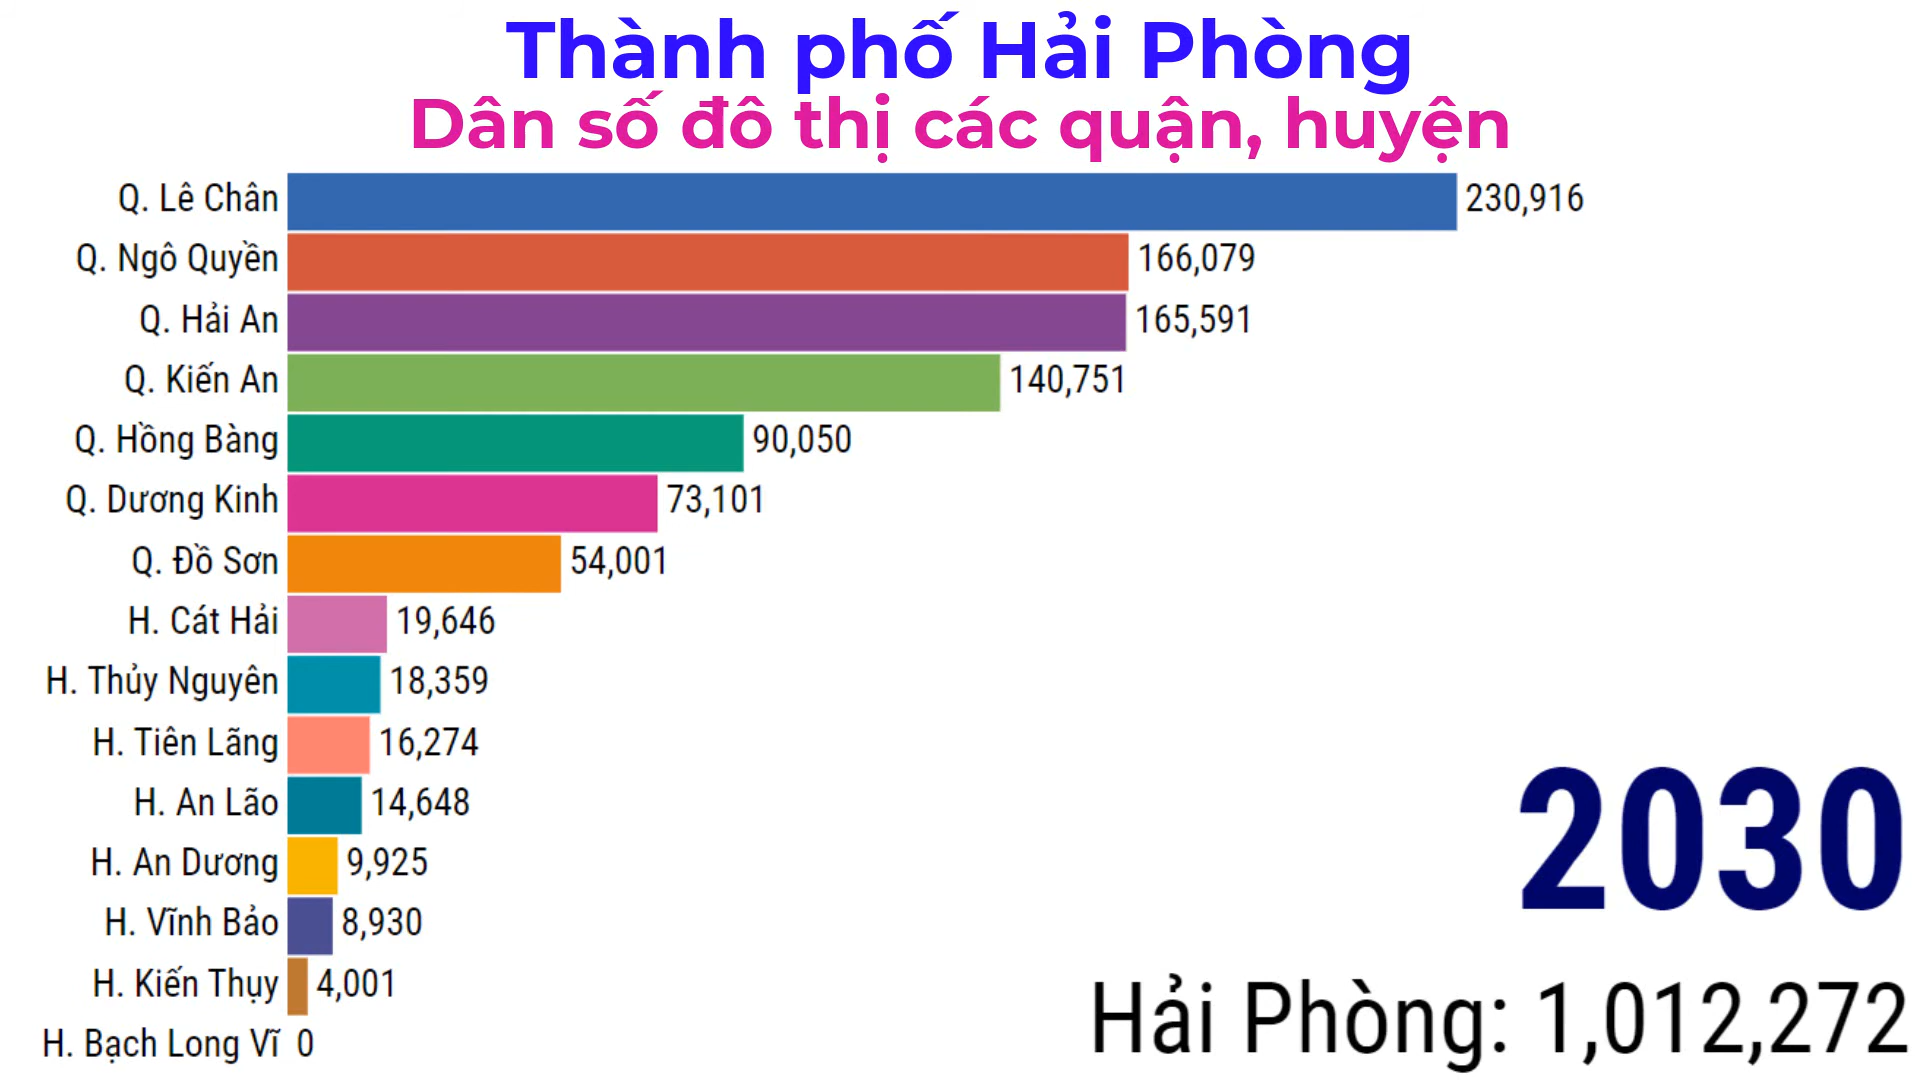 Thành phố Hải Phòng
Dân số đô thị các quận, huyện
Q. Lê Chân 230,916
Q. Ngô Quyền 166,079
Q. Hải An 165,591
Q. Kiến An 140,751
Q. Hồng Bàng 90,050
Q. Dương Kinh 73,101
Q. Đồ Sơn 54,001
H. Cát Hải 19,646
H. Thủy Nguyên 18,359
H. Tiên Lãng 16,274
H. An Lão 14,648
H. An Dương 9,925
H. Vĩnh Bảo 8,930
H. Kiến Thụy 4,001
H. Bạch Long Vĩ 0
2030
Hải Phòng: 1,012,272